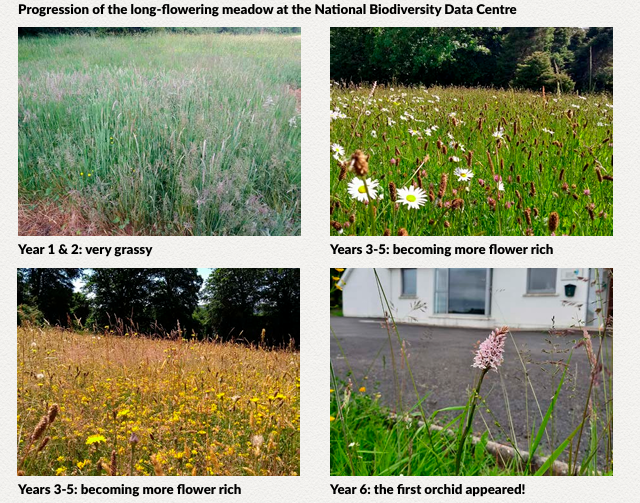 Progression of the long-flowering meadow at the National Biodiversity Data Centre
Year 1 & 2: very grassy
Years 3-5: becoming more flower rich
Years 3-5: becoming more flower rich
Year 6: the first orchid appeared!